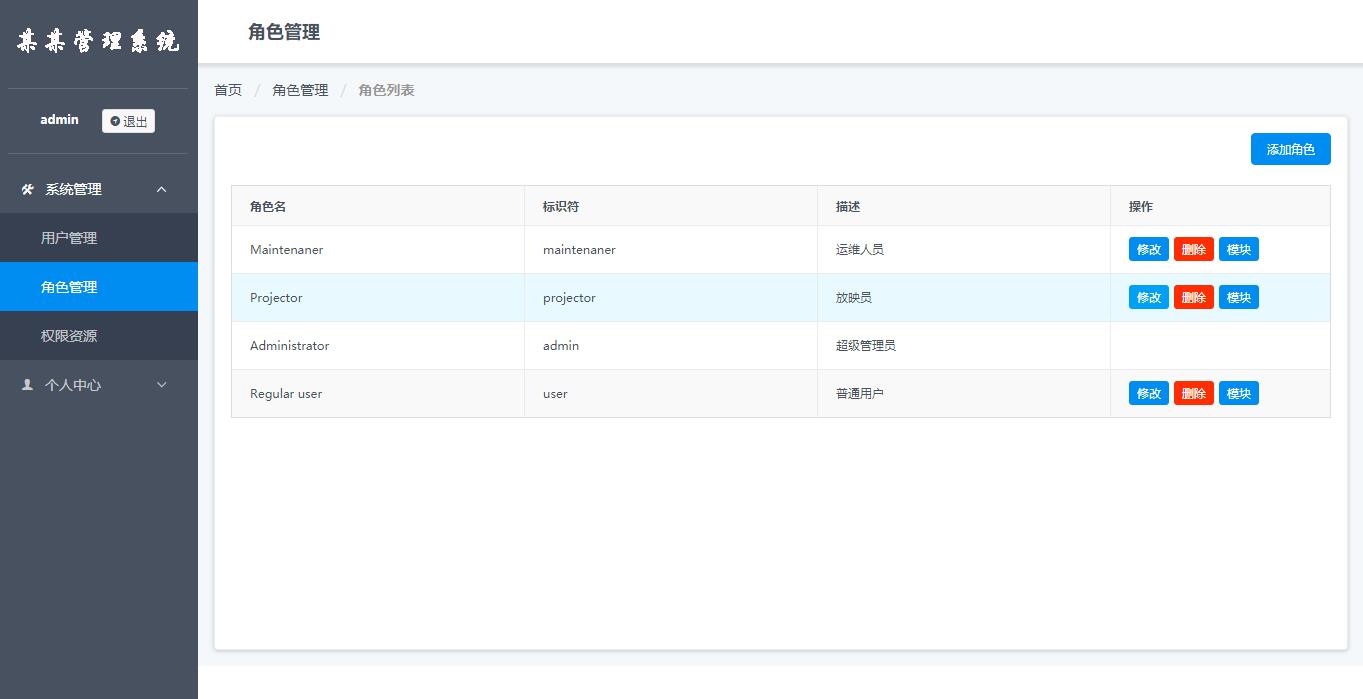 某某管理系统
admin 退出
系统管理
用户管理
角色管理
权限资源
个人中心
角色管理
首页 / 角色管理 / 角色列表
添加角色
角色名 标识符 描述 操作
Maintenaner maintenaner 运维人员 修改 删除 模块
Projector projector 放映员 修改 删除 模块
Administrator admin 超级管理员
Regular user user 普通用户 修改 删除 模块